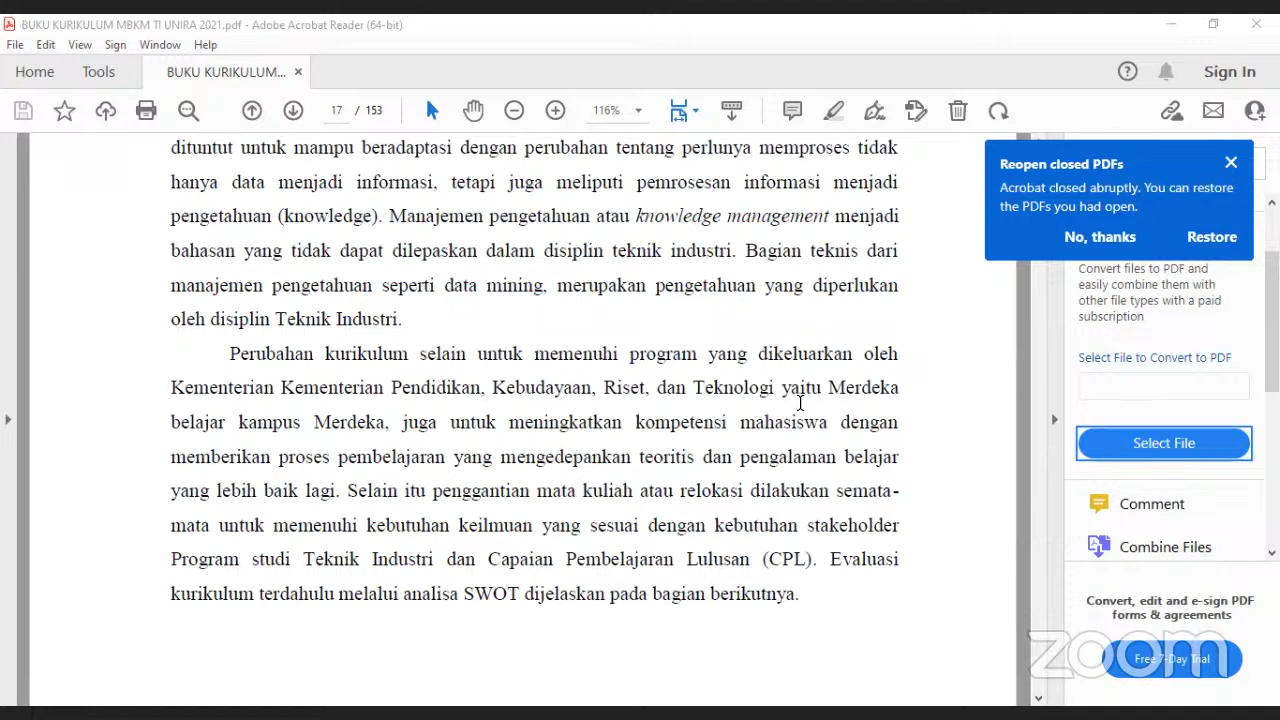 BUKU KURIKULUM MBKM TI UNIRA 2021.pdf - Adobe Acrobat Reader (64-bit)
File Edit View Sign Window Help
Home Tools BUKU KURIKULUM... × Sign In
17 / 153 116%
dituntut untuk mampu beradaptasi dengan perubahan tentang perlunya memproses tidak
hanya data menjadi informasi, tetapi juga meliputi pemrosesan informasi menjadi
pengetahuan (knowledge). Manajemen pengetahuan atau knowledge management menjadi
bahasan yang tidak dapat dilepaskan dalam disiplin teknik industri. Bagian teknis dari
manajemen pengetahuan seperti data mining, merupakan pengetahuan yang diperlukan
oleh disiplin Teknik Industri.
Perubahan kurikulum selain untuk memenuhi program yang dikeluarkan oleh
Kementerian Kementerian Pendidikan, Kebudayaan, Riset, dan Teknologi yaitu Merdeka
belajar kampus Merdeka, juga untuk meningkatkan kompetensi mahasiswa dengan
memberikan proses pembelajaran yang mengedepankan teoritis dan pengalaman belajar
yang lebih baik lagi. Selain itu penggantian mata kuliah atau relokasi dilakukan semata-
mata untuk memenuhi kebutuhan keilmuan yang sesuai dengan kebutuhan stakeholder
Program studi Teknik Industri dan Capaian Pembelajaran Lulusan (CPL). Evaluasi
kurikulum terdahulu melalui analisa SWOT dijelaskan pada bagian berikutnya.
Reopen closed PDFs
Acrobat closed abruptly. You can restore
the PDFs you had open.
No, thanks Restore
Convert files to PDF and
easily combine them with
other file types with a paid
subscription
Select File to Convert to PDF
Select File
Comment
Combine Files
Convert, edit and e-sign PDF
forms & agreements
Free 7-Day Trial
zoom